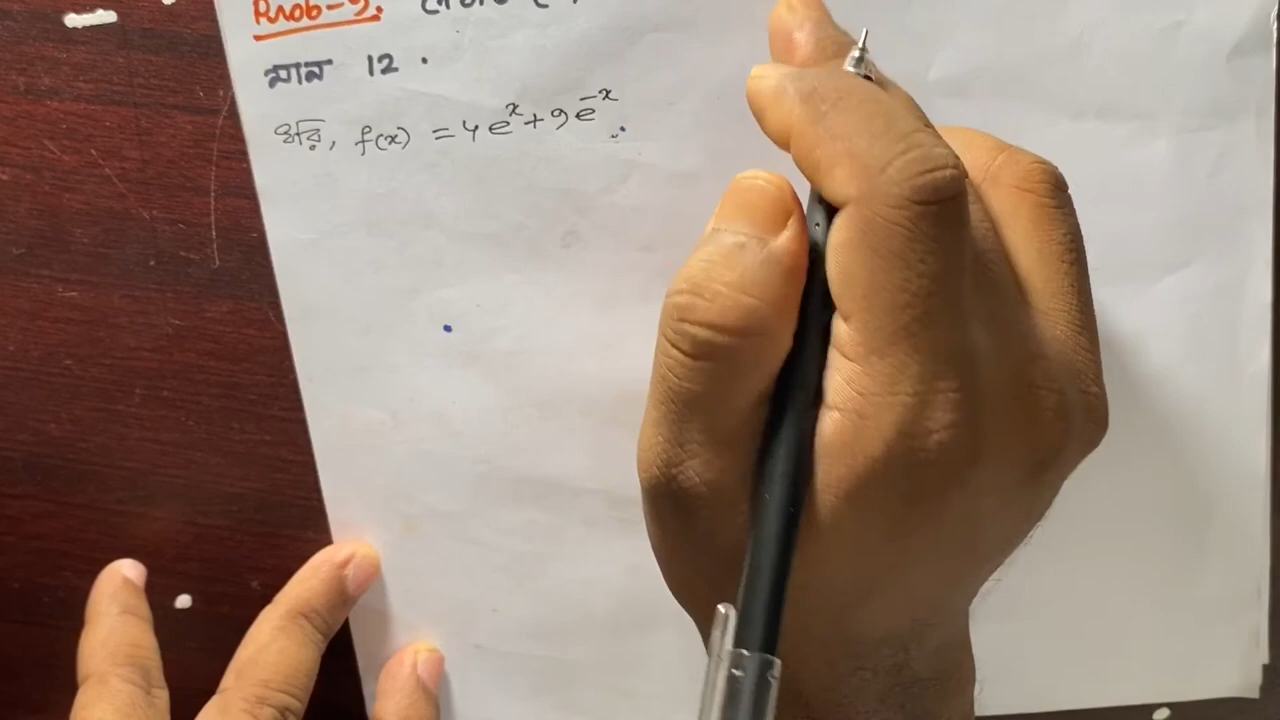 Prob-9.
মান 12.
ধরি, f(x) = 4e^x + 9e^-x.